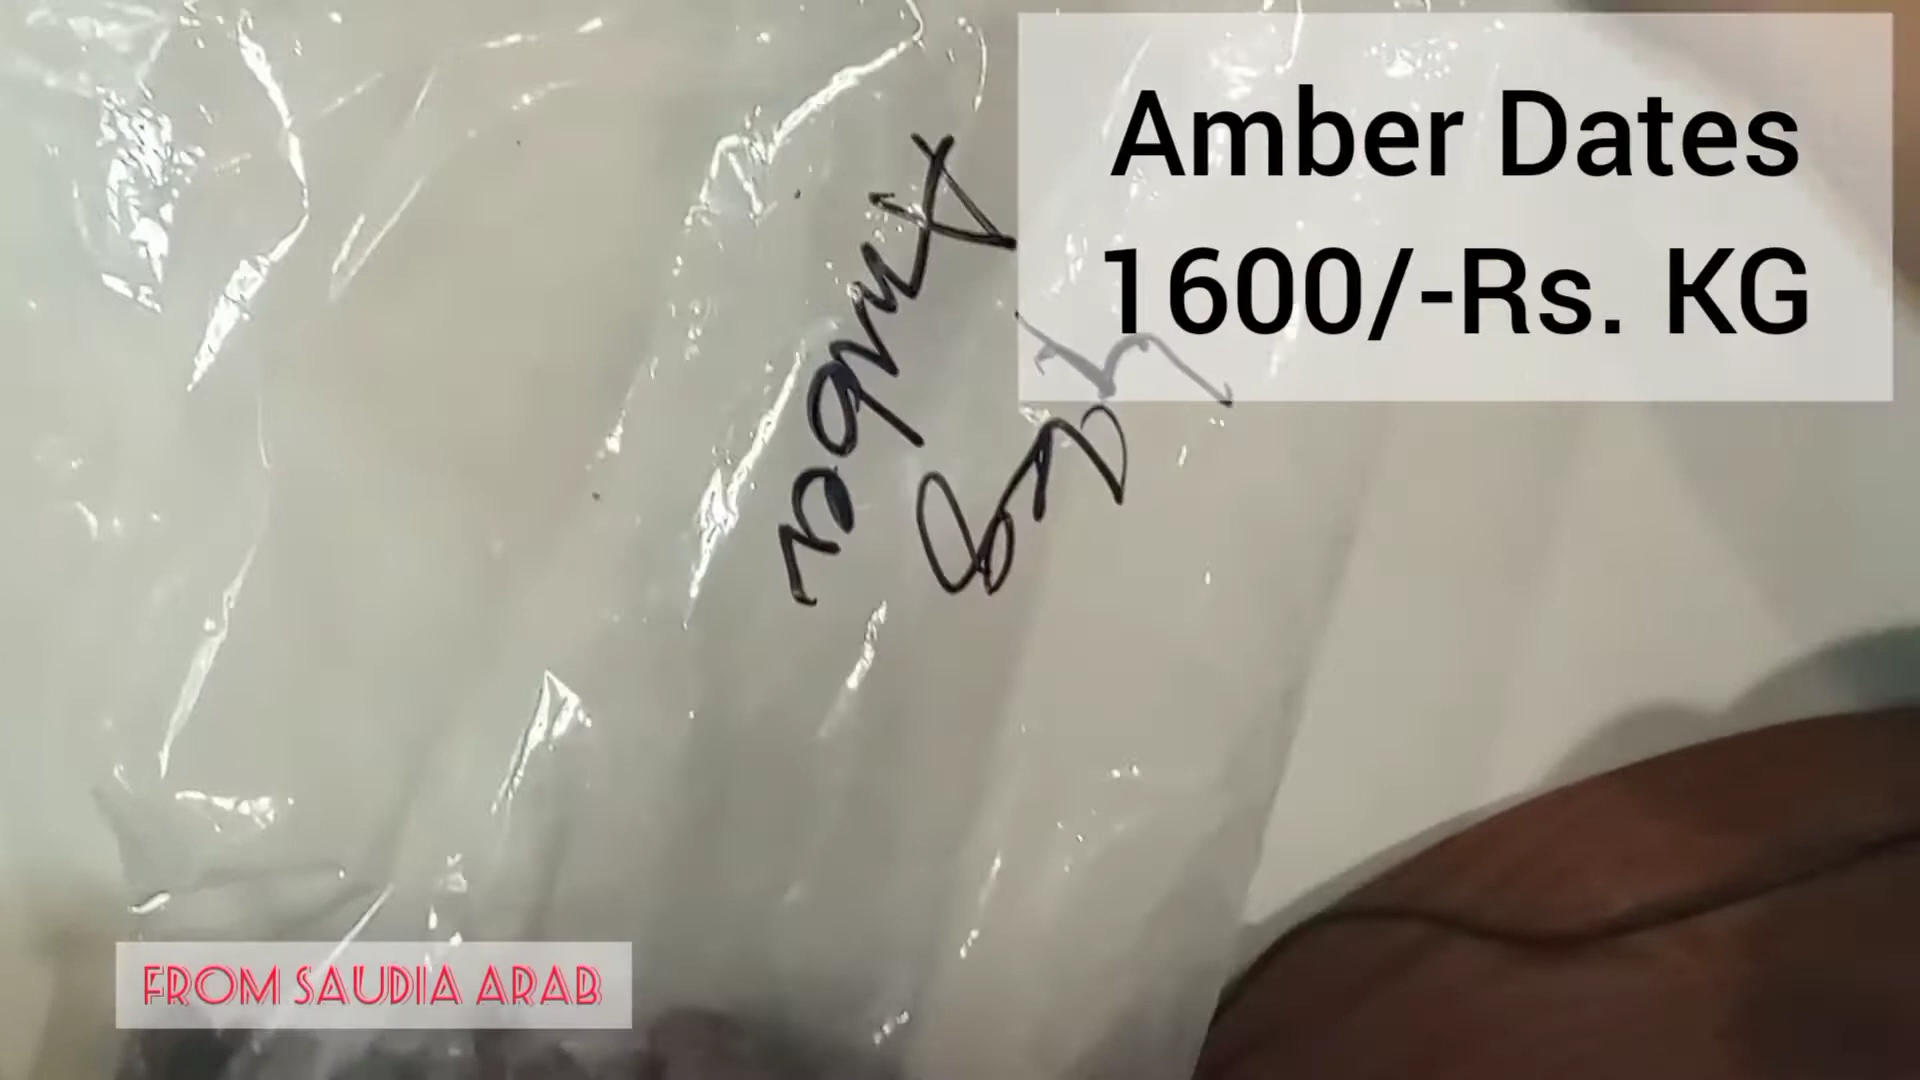 Amber Dates
1600/-Rs. KG
Amber
FROM SAUDIA ARAB